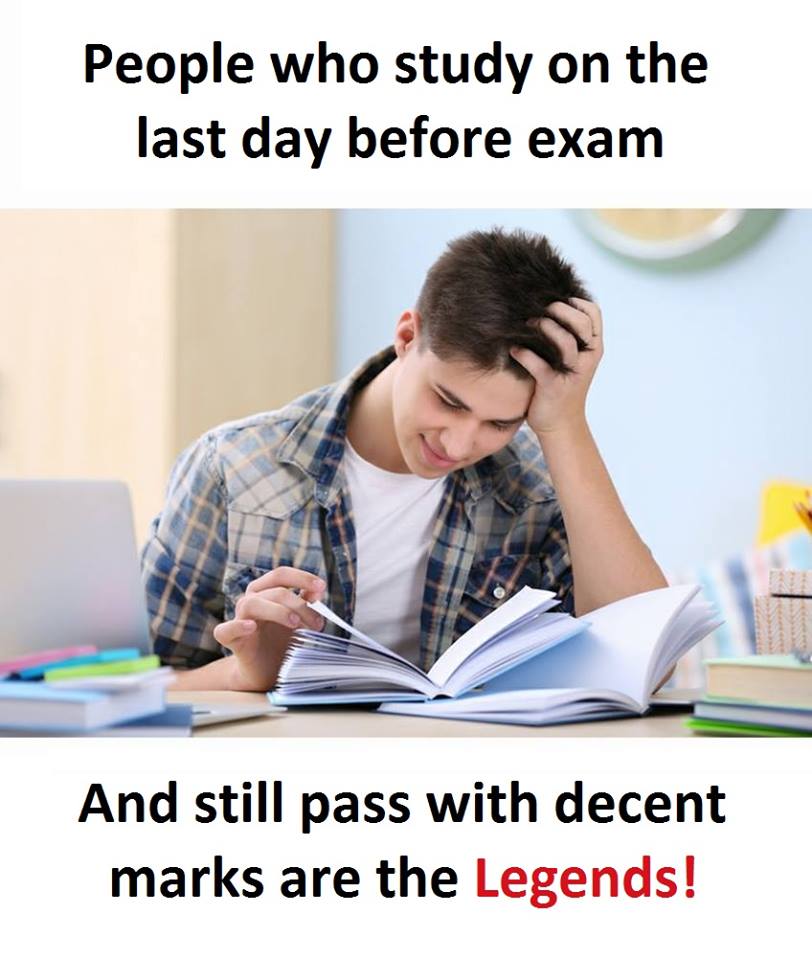 People who study on the
last day before exam
And still pass with decent
marks are the Legends!